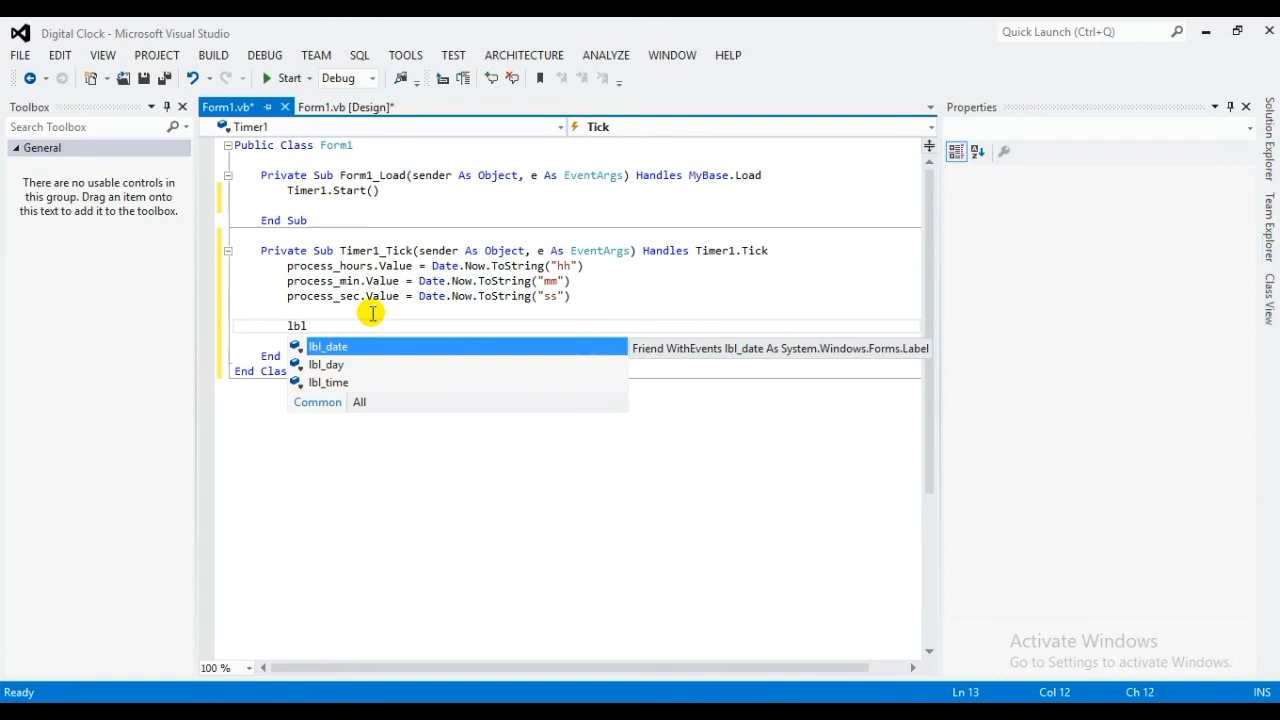 Digital Clock - Microsoft Visual Studio
Quick Launch (Ctrl+Q)
FILE EDIT VIEW PROJECT BUILD DEBUG TEAM SQL TOOLS TEST ARCHITECTURE ANALYZE WINDOW HELP
Start Debug
Toolbox
Form1.vb* Form1.vb [Design]*
Properties
Search Toolbox
Timer1 Tick
General
There are no usable controls in
this group. Drag an item onto
this text to add it to the toolbox.
Public Class Form1
Private Sub Form1_Load(sender As Object, e As EventArgs) Handles MyBase.Load
Timer1.Start()
End Sub
Private Sub Timer1_Tick(sender As Object, e As EventArgs) Handles Timer1.Tick
process_hours.Value = Date.Now.ToString("hh")
process_min.Value = Date.Now.ToString("mm")
process_sec.Value = Date.Now.ToString("ss")
lbl
lbl_date
Friend WithEvents lbl_date As System.Windows.Forms.Label
End
lbl_day
End Clas
lbl_time
Common All
Solution Explorer
Team Explorer
Class View
Activate Windows
Go to Settings to activate Windows.
100 %
Ready
Ln 13 Col 12 Ch 12 INS